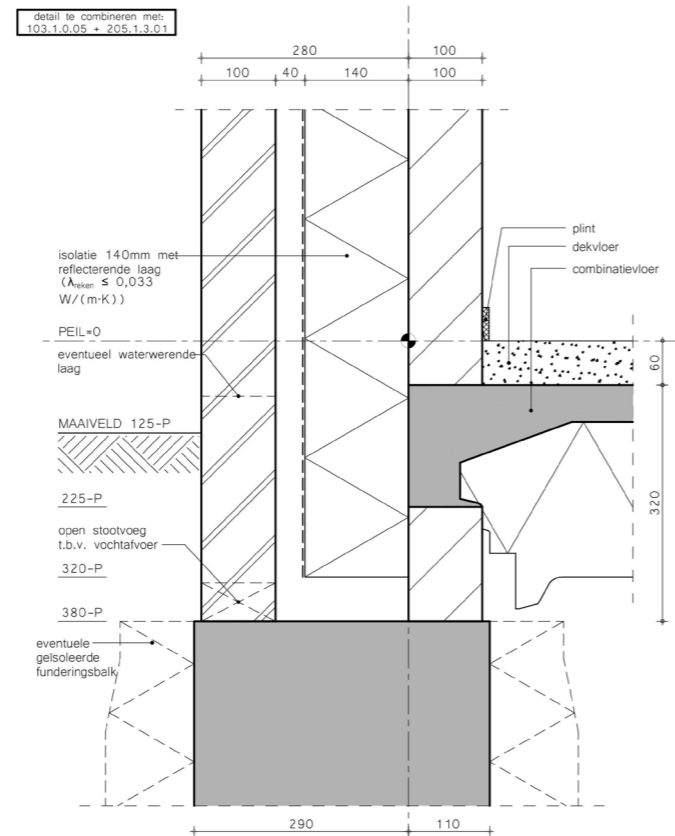 detail te combineren met:
103.1.0.05 + 205.1.3.01
280
100
100
40
140
100
isolatie 140mm met
reflecterende laag
(λreken ≤ 0,033
W/(m·K))
plint
dekvloer
combinatievloer
PEIL=0
eventueel waterwerende
laag
60
MAAIVELD 125-P
225-P
320
open stootvoeg
t.b.v. vochtafvoer
320-P
380-P
eventuele
geïsoleerde
funderingsbalk
290
110